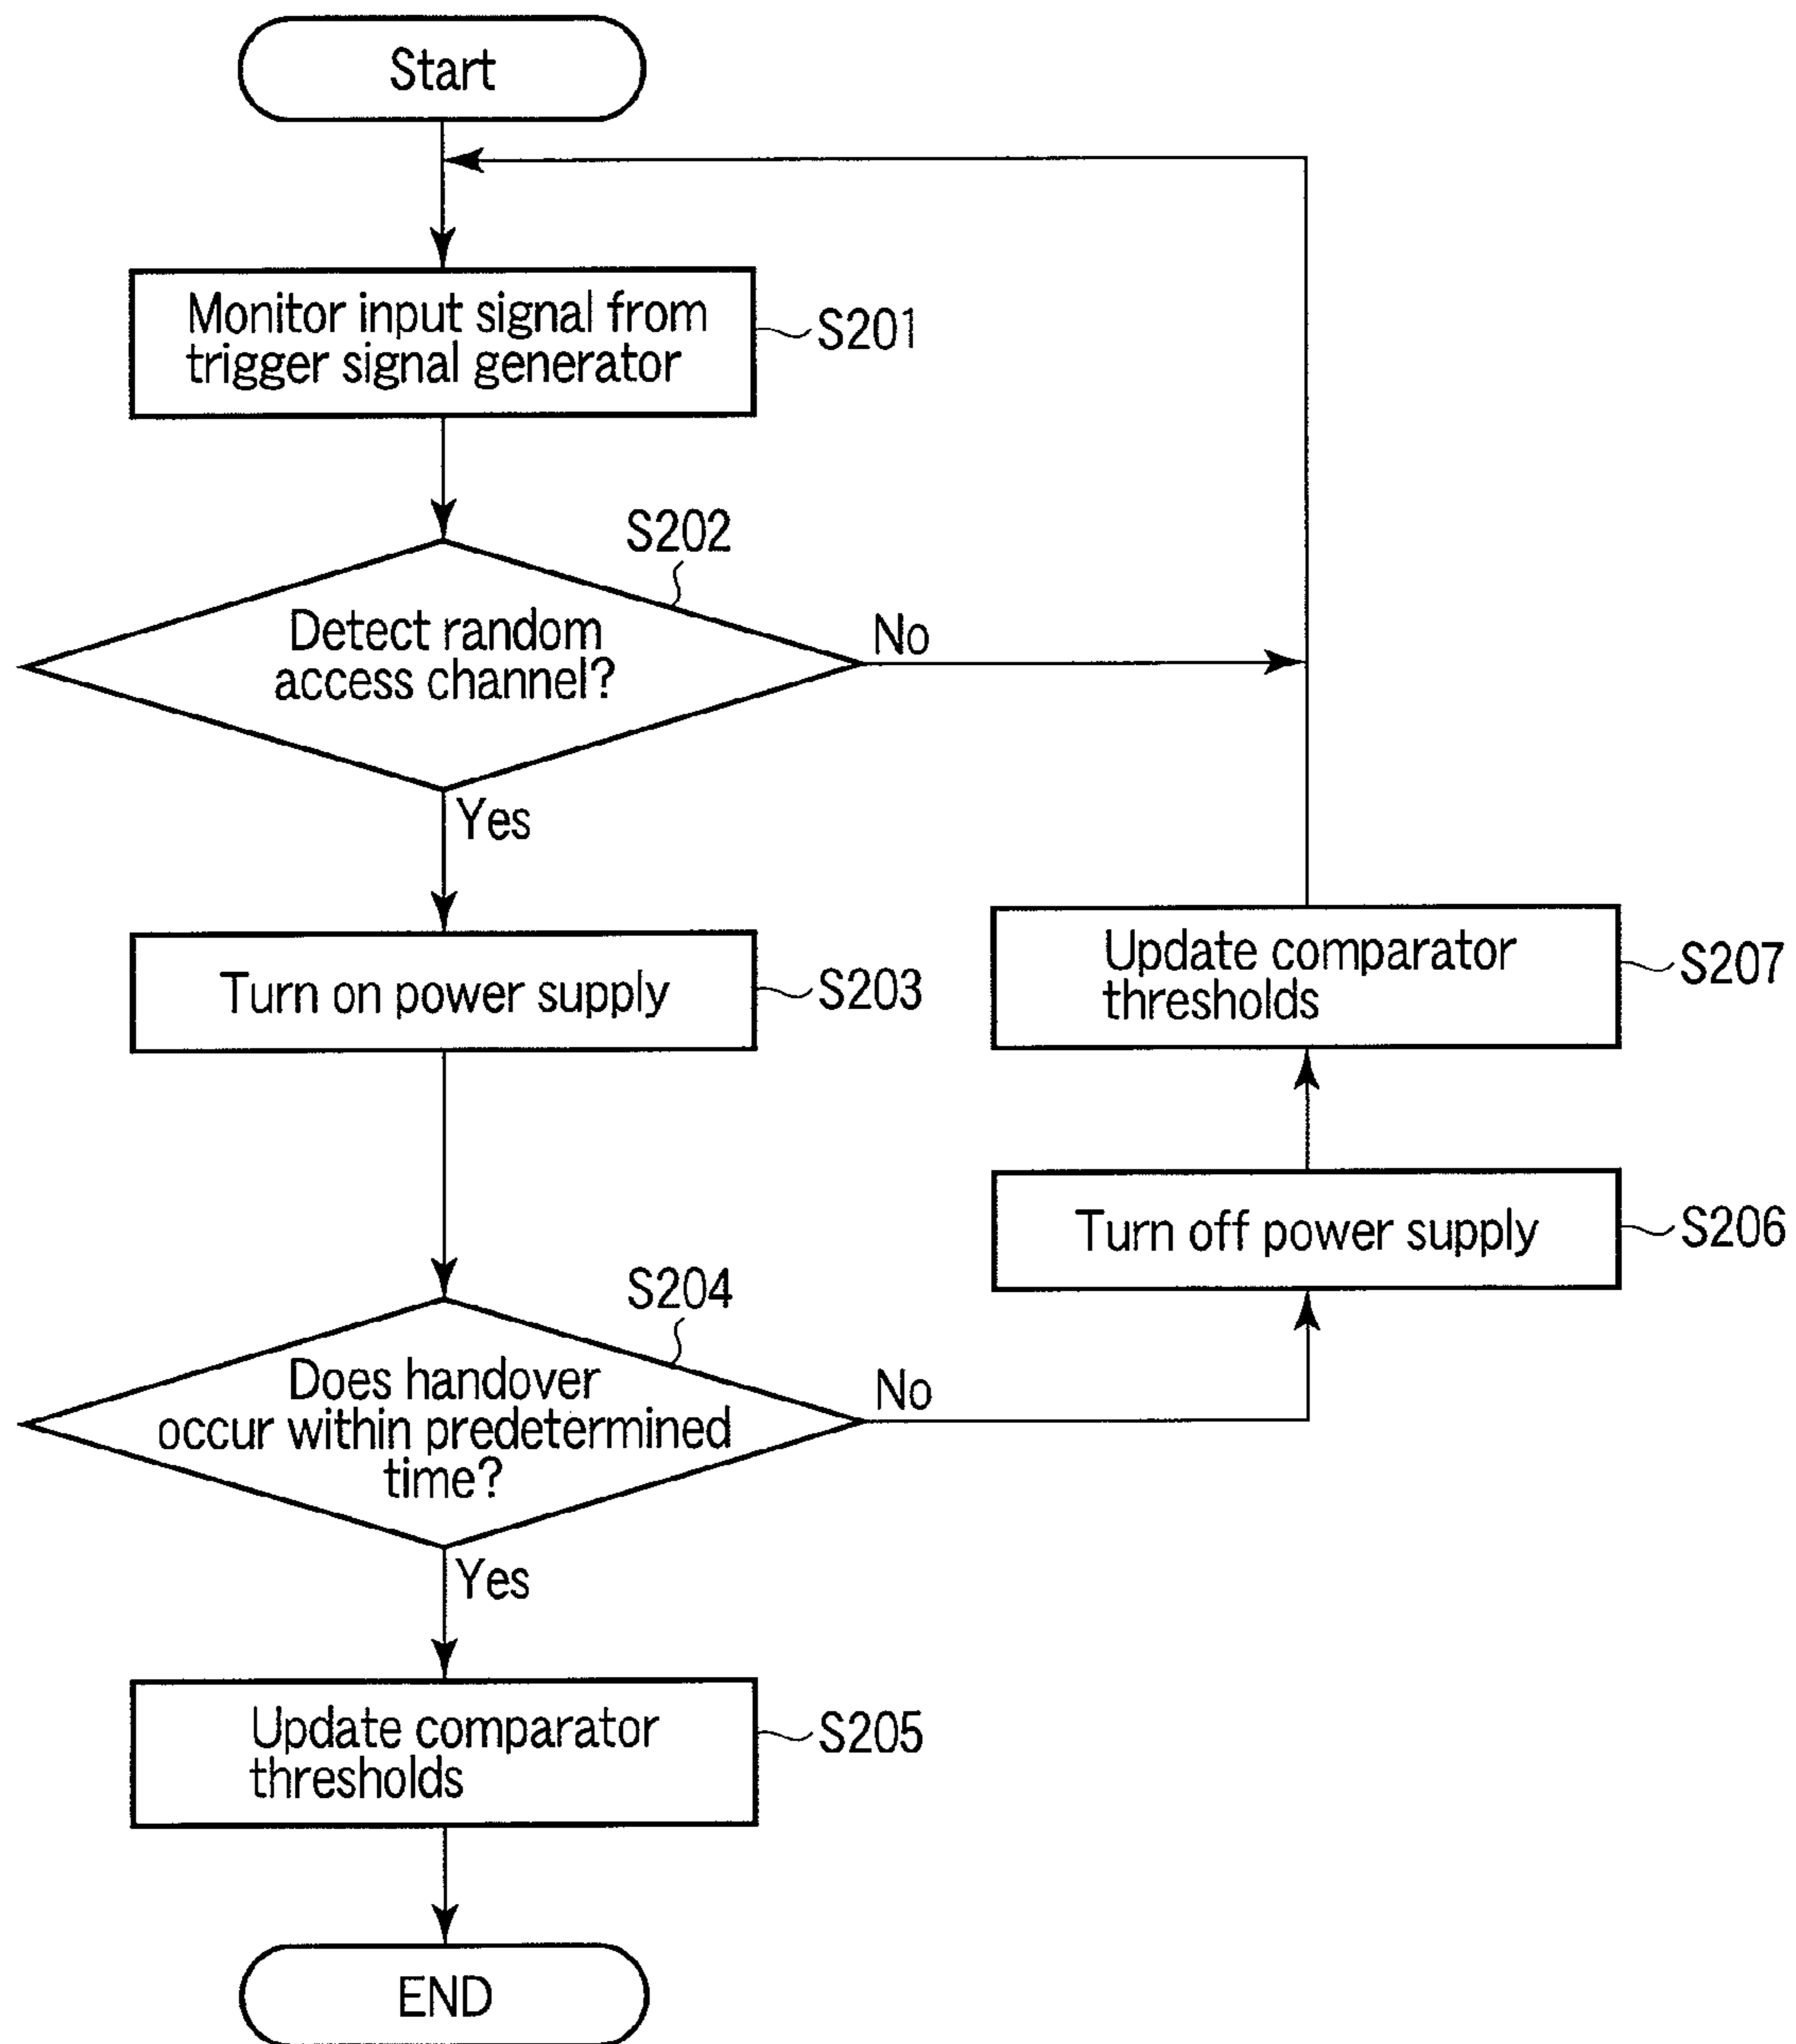 Start
Monitor input signal from
trigger signal generator
S201
S202
Detect random
access channel?
No
Yes
Turn on power supply
S203
S204
Does handover
occur within predetermined
time?
No
Yes
Update comparator
thresholds
S205
END
Turn off power supply
S206
Update comparator
thresholds
S207